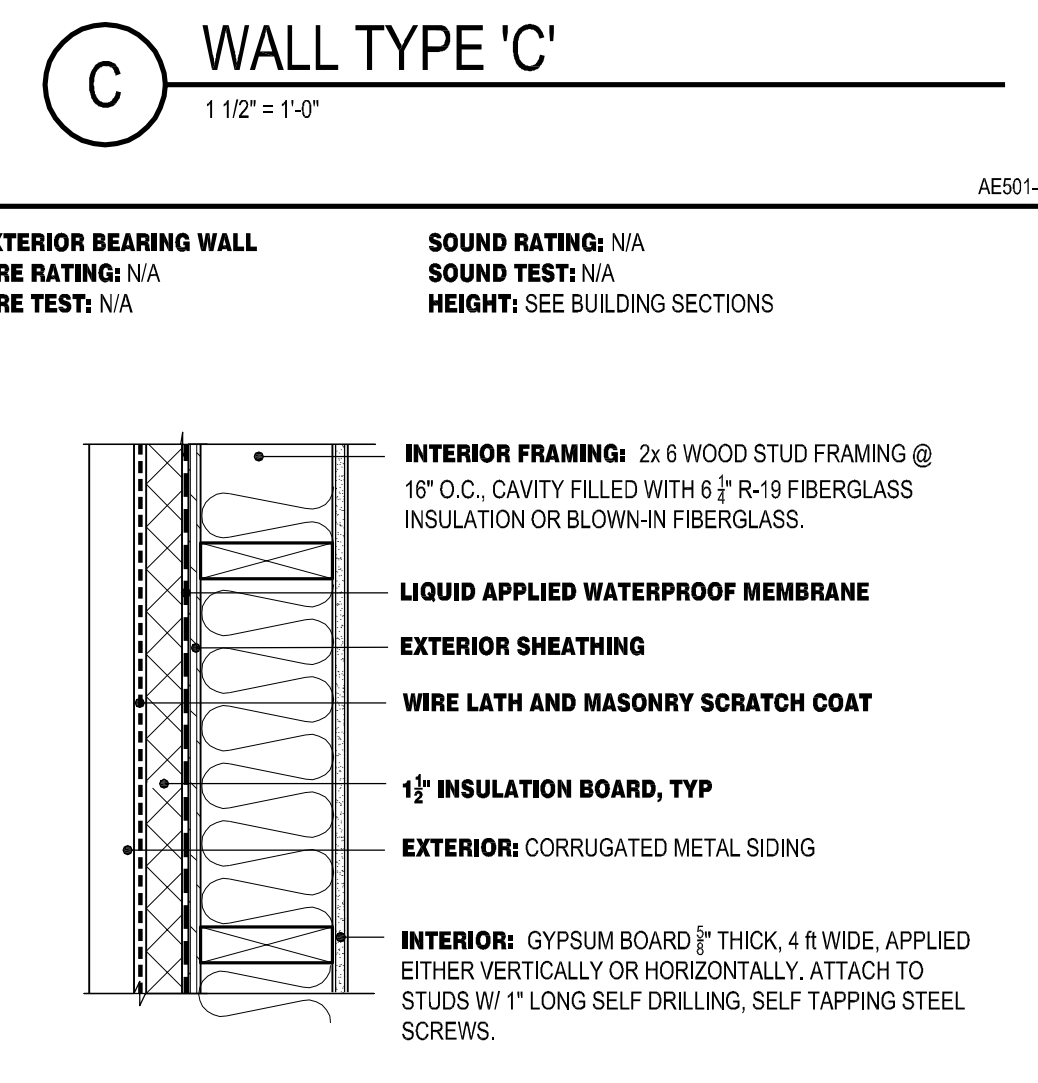 C
WALL TYPE 'C'
1 1/2" = 1'-0"
AE501-
XTERIOR BEARING WALL
RE RATING: N/A
RE TEST: N/A
SOUND RATING: N/A
SOUND TEST: N/A
HEIGHT: SEE BUILDING SECTIONS
INTERIOR FRAMING: 2x 6 WOOD STUD FRAMING @
16" O.C., CAVITY FILLED WITH 6 1/4" R-19 FIBERGLASS
INSULATION OR BLOWN-IN FIBERGLASS.
LIQUID APPLIED WATERPROOF MEMBRANE
EXTERIOR SHEATHING
WIRE LATH AND MASONRY SCRATCH COAT
1 1/2" INSULATION BOARD, TYP
EXTERIOR: CORRUGATED METAL SIDING
INTERIOR: GYPSUM BOARD 5/8" THICK, 4 ft WIDE, APPLIED
EITHER VERTICALLY OR HORIZONTALLY. ATTACH TO
STUDS W/ 1" LONG SELF DRILLING, SELF TAPPING STEEL
SCREWS.